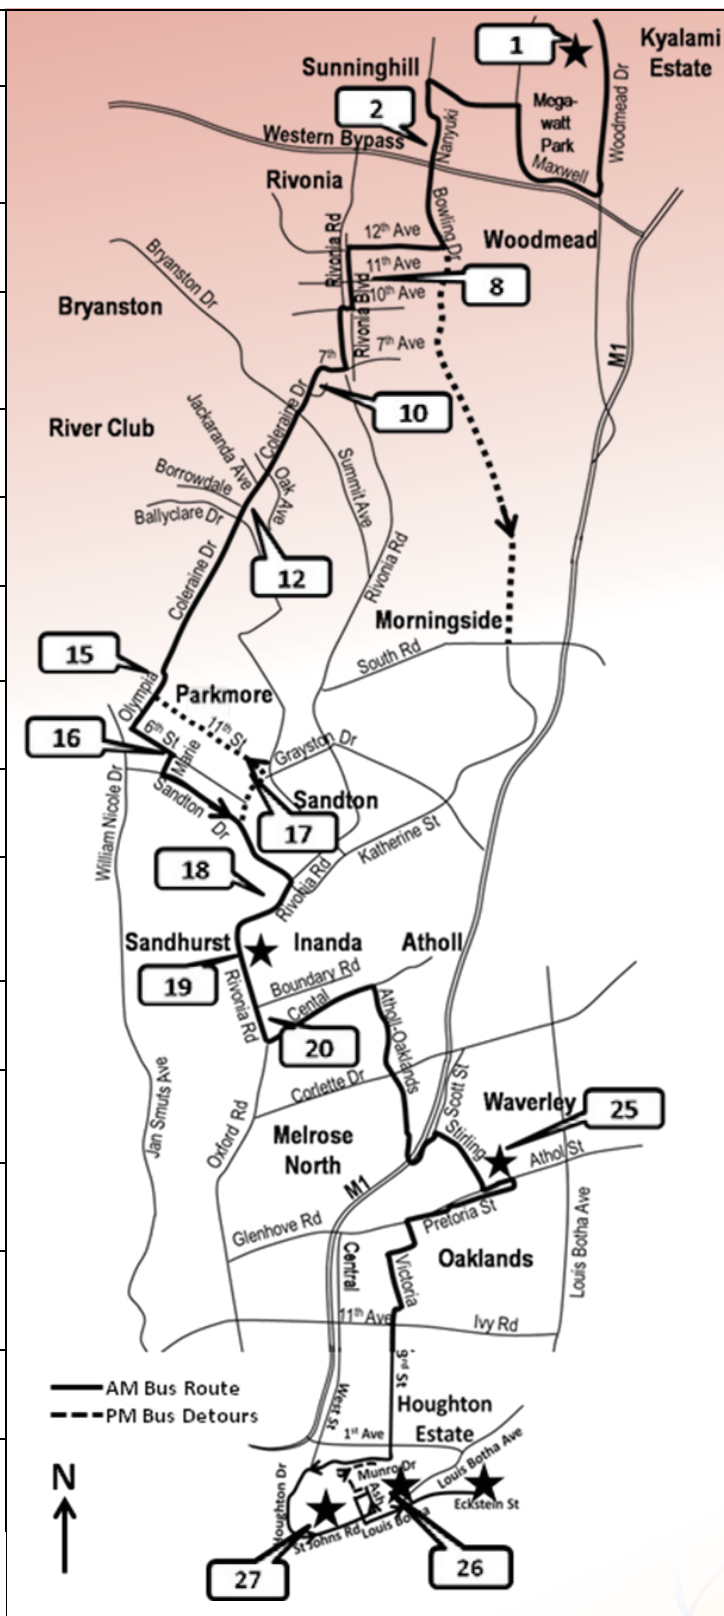 1
Kyalami
Estate
Sunninghill
Mega-
watt
Park
Woodmead Dr
2
Nanyuki
Western Bypass
Maxwell
Rivonia
Bowling Dr
12th Ave
Rivonia Rd
Woodmead
Bryanston Dr
11th Ave
8
10th Ave
Bryanston
Rivonia Blvd
7th Ave
7th
M1
Coleraine Dr
10
River Club
Jackaranda Ave
Summit Ave
Borrowdale
Oak Ave
Ballyclare Dr
Rivonia Rd
12
Coleraine Dr
Morningside
15
South Rd
Olympia
Parkmore
16
6th St
11th St
Marie
Grayston Dr
Sandton Dr
Sandton
William Nicole Dr
17
Katherine St
18
Rivonia Rd
Sandhurst
Inanda
Atholl
19
Rivonia Rd
Boundary Rd
Cental
Atholl-Oaklands
20
Jan Smuts Ave
Corlette Dr
Scott St
Waverley
25
Oxford Rd
Melrose
North
Stirling
Athol St
M1
Glenhove Rd
Pretoria St
Central
Oaklands
Louis Botha Ave
Victoria
11th Ave
Ivy Rd
3rd St
AM Bus Route
PM Bus Detours
West St
Houghton
Estate
1st Ave
N
Munro Dr
Louis Botha Ave
Houghton Dr
Ash
Eckstein St
Louis Botha
St Johns Rd
27
26